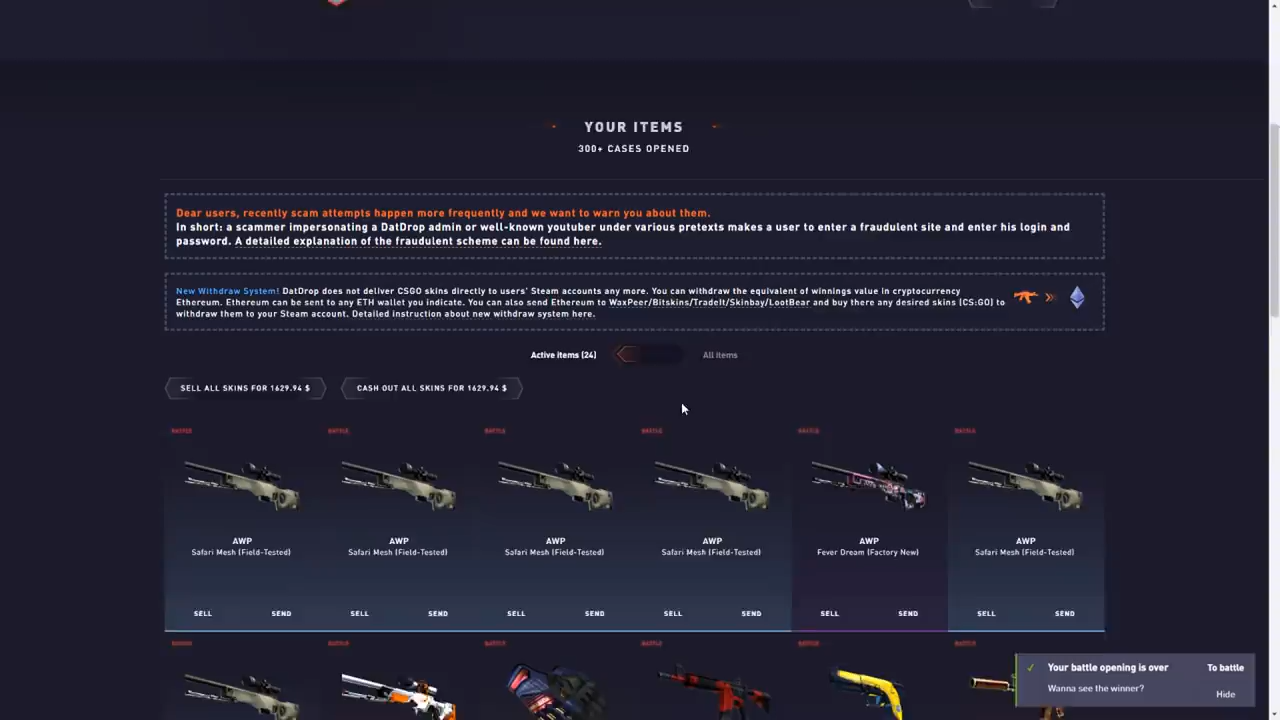 YOUR ITEMS
300+ CASES OPENED
Dear users, recently scam attempts happen more frequently and we want to warn you about them.
In short: a scammer impersonating a DatDrop admin or well-known youtuber under various pretexts makes a user to enter a fraudulent site and enter his login and
password. A detailed explanation of the fraudulent scheme can be found here.
New Withdraw System! DatDrop does not deliver CSGO skins directly to users' Steam accounts any more. You can withdraw the equivalent of winnings value in cryptocurrency
Ethereum. Ethereum can be sent to any ETH wallet you indicate. You can also send Ethereum to WaxPeer/Bitskins/TradeIt/Skinbay/LootBear and buy there any desired skins (CS:GO) to
withdraw them to your Steam account. Detailed instruction about new withdraw system here.
Active items (24) All items
SELL ALL SKINS FOR 1629.94 $ CASH OUT ALL SKINS FOR 1629.94 $
BATTLE BATTLE BATTLE BATTLE BATTLE BATTLE
AWP AWP AWP AWP AWP AWP
Safari Mesh (Field-Tested) Safari Mesh (Field-Tested) Safari Mesh (Field-Tested) Safari Mesh (Field-Tested) Fever Dream (Factory New) Safari Mesh (Field-Tested)
SELL SEND SELL SEND SELL SEND SELL SEND SELL SEND SELL SEND
BATTLE BATTLE BATTLE BATTLE BATTLE BATTLE
Your battle opening is over To battle
Wanna see the winner? Hide